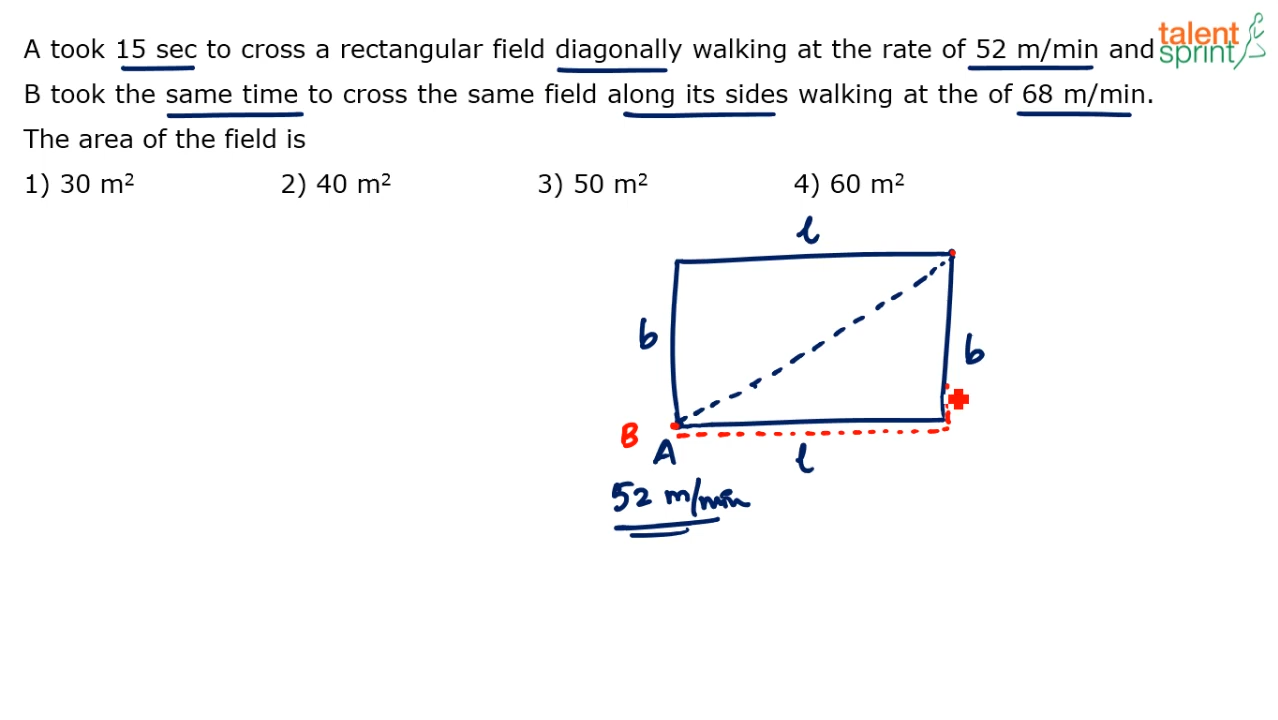 talent
sprint
A took 15 sec to cross a rectangular field diagonally walking at the rate of 52 m/min and
B took the same time to cross the same field along its sides walking at the of 68 m/min.
The area of the field is
1) 30 m² 2) 40 m² 3) 50 m² 4) 60 m²
l
b
b
B
A
l
52 m/min